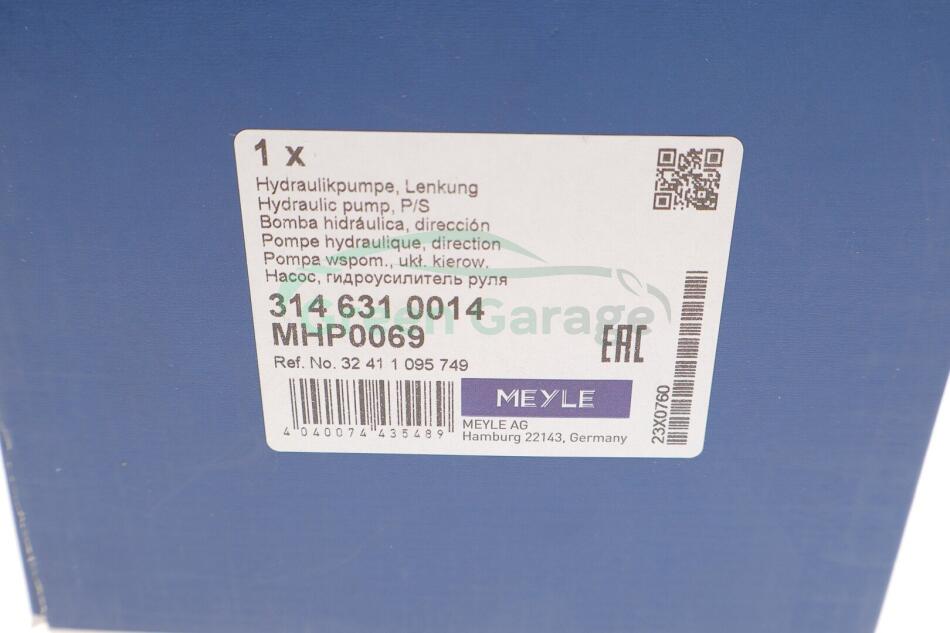 1 x
Hydraulikpumpe, Lenkung
Hydraulic pump, P/S
Bomba hidráulica, dirección
Pompe hydraulique, direction
Pompa wspom., ukł. kierow.
Насос, гидроусилитель руля
314 631 0014
MHP0069
Green Garage
EAC
Ref. No. 32 41 1 095 749
MEYLE
MEYLE AG
Hamburg 22143, Germany
4 040074 435489
23X0760